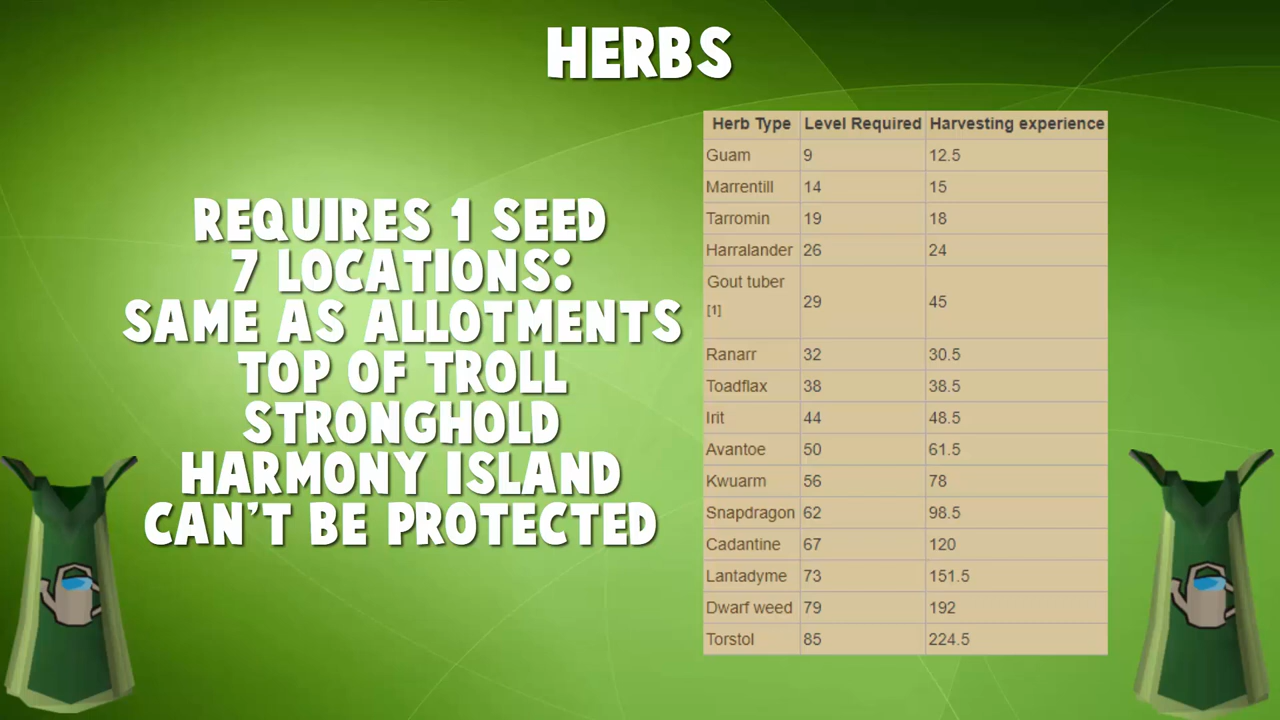 HERBS
REQUIRES 1 SEED
7 LOCATIONS:
SAME AS ALLOTMENTS
TOP OF TROLL
STRONGHOLD
HARMONY ISLAND
CAN'T BE PROTECTED
Herb Type Level Required Harvesting experience
Guam 9 12.5
Marrentill 14 15
Tarromin 19 18
Harralander 26 24
Gout tuber [1] 29 45
Ranarr 32 30.5
Toadflax 38 38.5
Irit 44 48.5
Avantoe 50 61.5
Kwuarm 56 78
Snapdragon 62 98.5
Cadantine 67 120
Lantadyme 73 151.5
Dwarf weed 79 192
Torstol 85 224.5